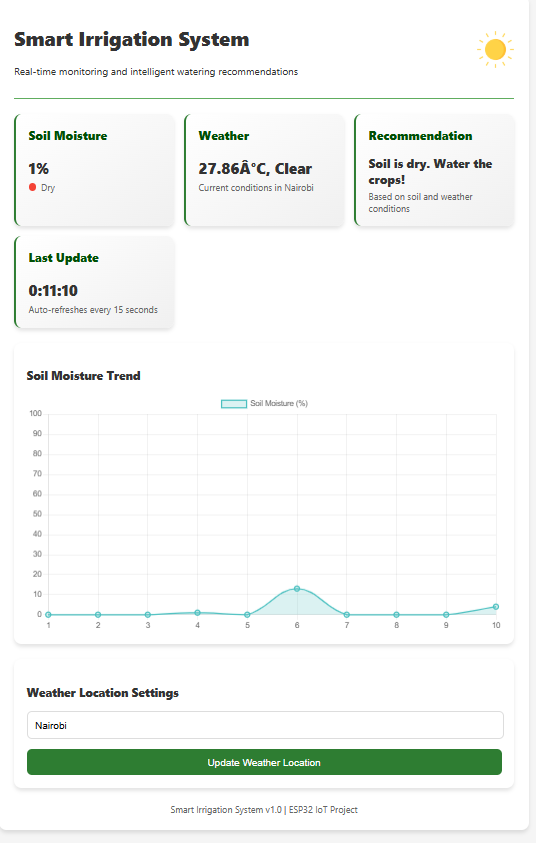 Smart Irrigation System
Real-time monitoring and intelligent watering recommendations
Soil Moisture
1%
Dry
Weather
27.86Â°C, Clear
Current conditions in Nairobi
Recommendation
Soil is dry. Water the
crops!
Based on soil and weather
conditions
Last Update
0:11:10
Auto-refreshes every 15 seconds
Soil Moisture Trend
Soil Moisture (%)
100
90
80
70
60
50
40
30
20
10
0
1 2 3 4 5 6 7 8 9 10
Weather Location Settings
Nairobi
Update Weather Location
Smart Irrigation System v1.0 | ESP32 IoT Project